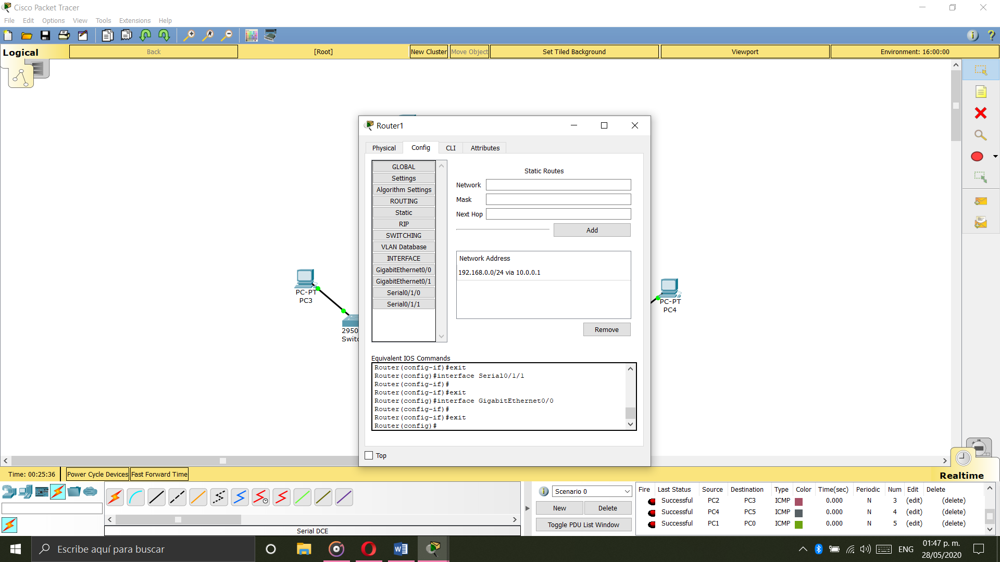 Cisco Packet Tracer
File Edit Options View Tools Extensions Help
Logical
Back
[Root]
New Cluster
Move Object
Set Tiled Background
Viewport
Environment: 16:00:00
Router1
Physical Config CLI Attributes
GLOBAL
Settings
Algorithm Settings
ROUTING
Static
RIP
SWITCHING
VLAN Database
INTERFACE
GigabitEthernet0/0
GigabitEthernet0/1
Serial0/1/0
Serial0/1/1
Static Routes
Network
Mask
Next Hop
Add
Network Address
192.168.0.0/24 via 10.0.0.1
Remove
Equivalent IOS Commands
Router(config-if)#exit
Router(config)#interface Serial0/1/1
Router(config-if)#
Router(config-if)#exit
Router(config)#interface GigabitEthernet0/0
Router(config-if)#
Router(config-if)#exit
Router(config)#
Top
PC-PT
PC3
2950
Switc
PC-PT
PC4
Time: 00:25:36
Power Cycle Devices
Fast Forward Time
Realtime
Serial DCE
Scenario 0
New
Delete
Toggle PDU List Window
Fire Last Status Source Destination Type Color Time(sec) Periodic Num Edit Delete
Successful PC2 PC3 ICMP 0.000 N 3 (edit) (delete)
Successful PC4 PC5 ICMP 0.000 N 4 (edit) (delete)
Successful PC1 PC0 ICMP 0.000 N 5 (edit) (delete)
Escribe aquí para buscar
ENG
01:47 p. m.
28/05/2020